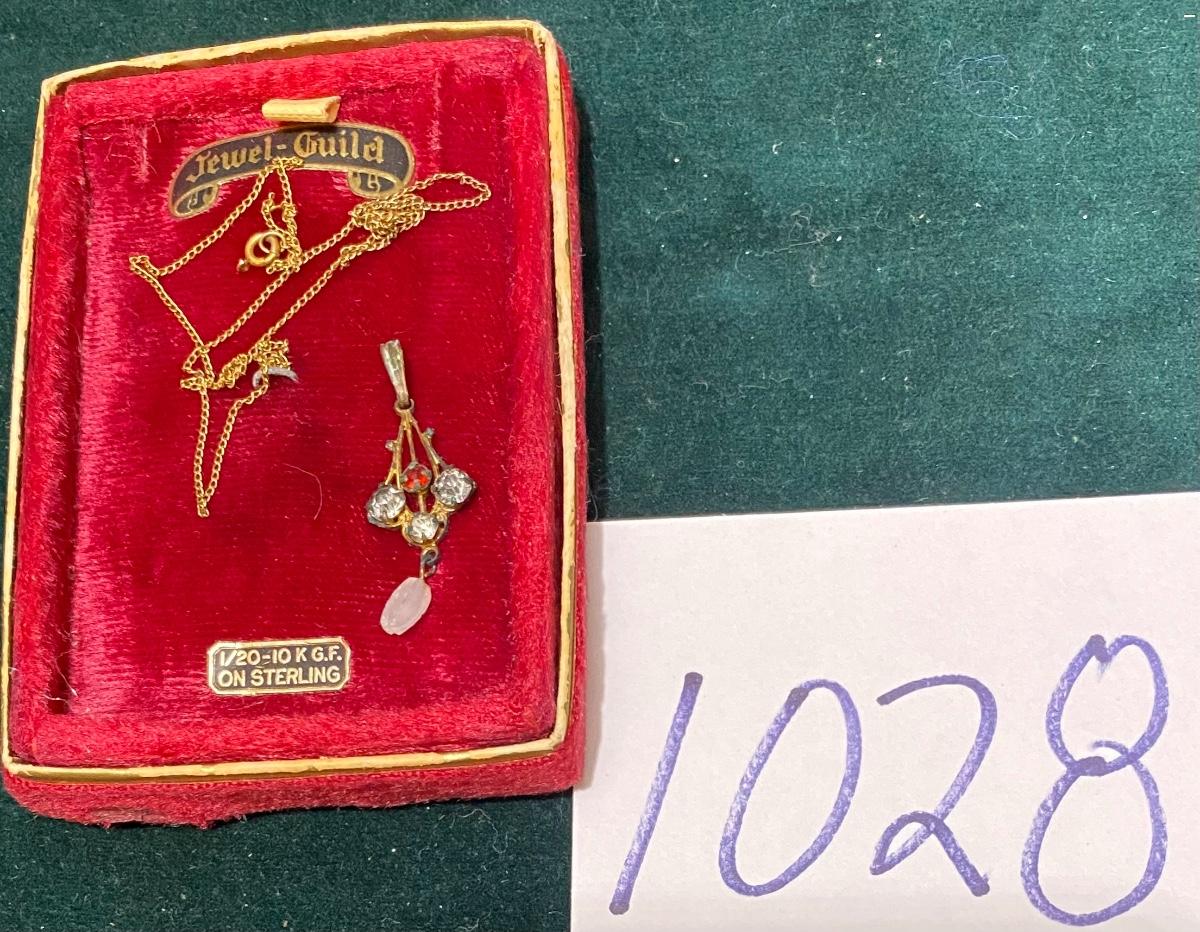 Jewel-Guild
1/20-10 K G.F.
ON STERLING
1028